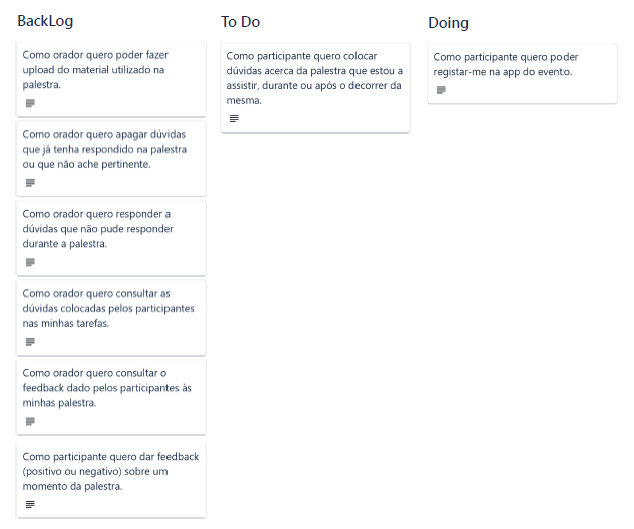 BackLog
Como orador quero poder fazer
upload do material utilizado na
palestra.
Como orador quero apagar dúvidas
que já tenha respondido na palestra
ou que não ache pertinente.
Como orador quero responder a
dúvidas que não pude responder
durante a palestra.
Como orador quero consultar as
dúvidas colocadas pelos participantes
nas minhas tarefas.
Como orador quero consultar o
feedback dado pelos participantes às
minhas palestra.
Como participante quero dar feedback
(positivo ou negativo) sobre um
momento da palestra.
To Do
Como participante quero colocar
dúvidas acerca da palestra que estou a
assistir, durante ou após o decorrer da
mesma.
Doing
Como participante quero poder
registar-me na app do evento.